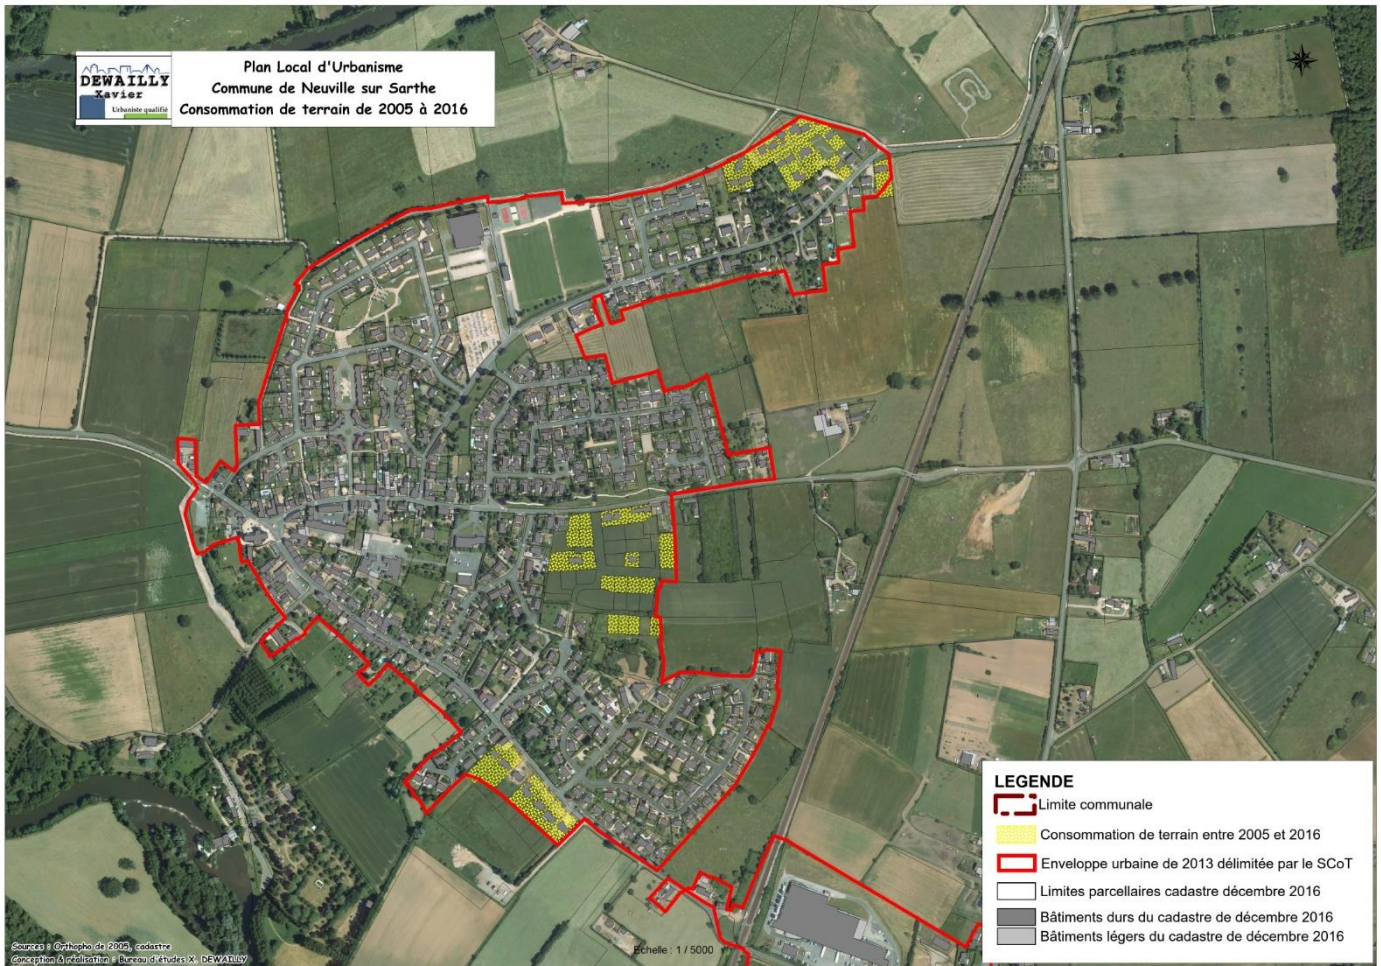 DEWAILLY
Xavier
Urbaniste qualifié
Plan Local d'Urbanisme
Commune de Neuville sur Sarthe
Consommation de terrain de 2005 à 2016
LEGENDE
Limite communale
Consommation de terrain entre 2005 et 2016
Enveloppe urbaine de 2013 délimitée par le SCoT
Limites parcellaires cadastre décembre 2016
Bâtiments durs du cadastre de décembre 2016
Bâtiments légers du cadastre de décembre 2016
Echelle : 1 / 5000
Sources : Orthopho de 2005, cadastre
Conception & réalisation : Bureau d'études X. DEWAILLY